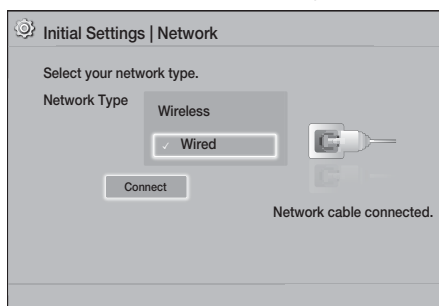 Initial Settings | Network
Select your network type.
Network Type
Wireless
✓ Wired
Connect
Network cable connected.